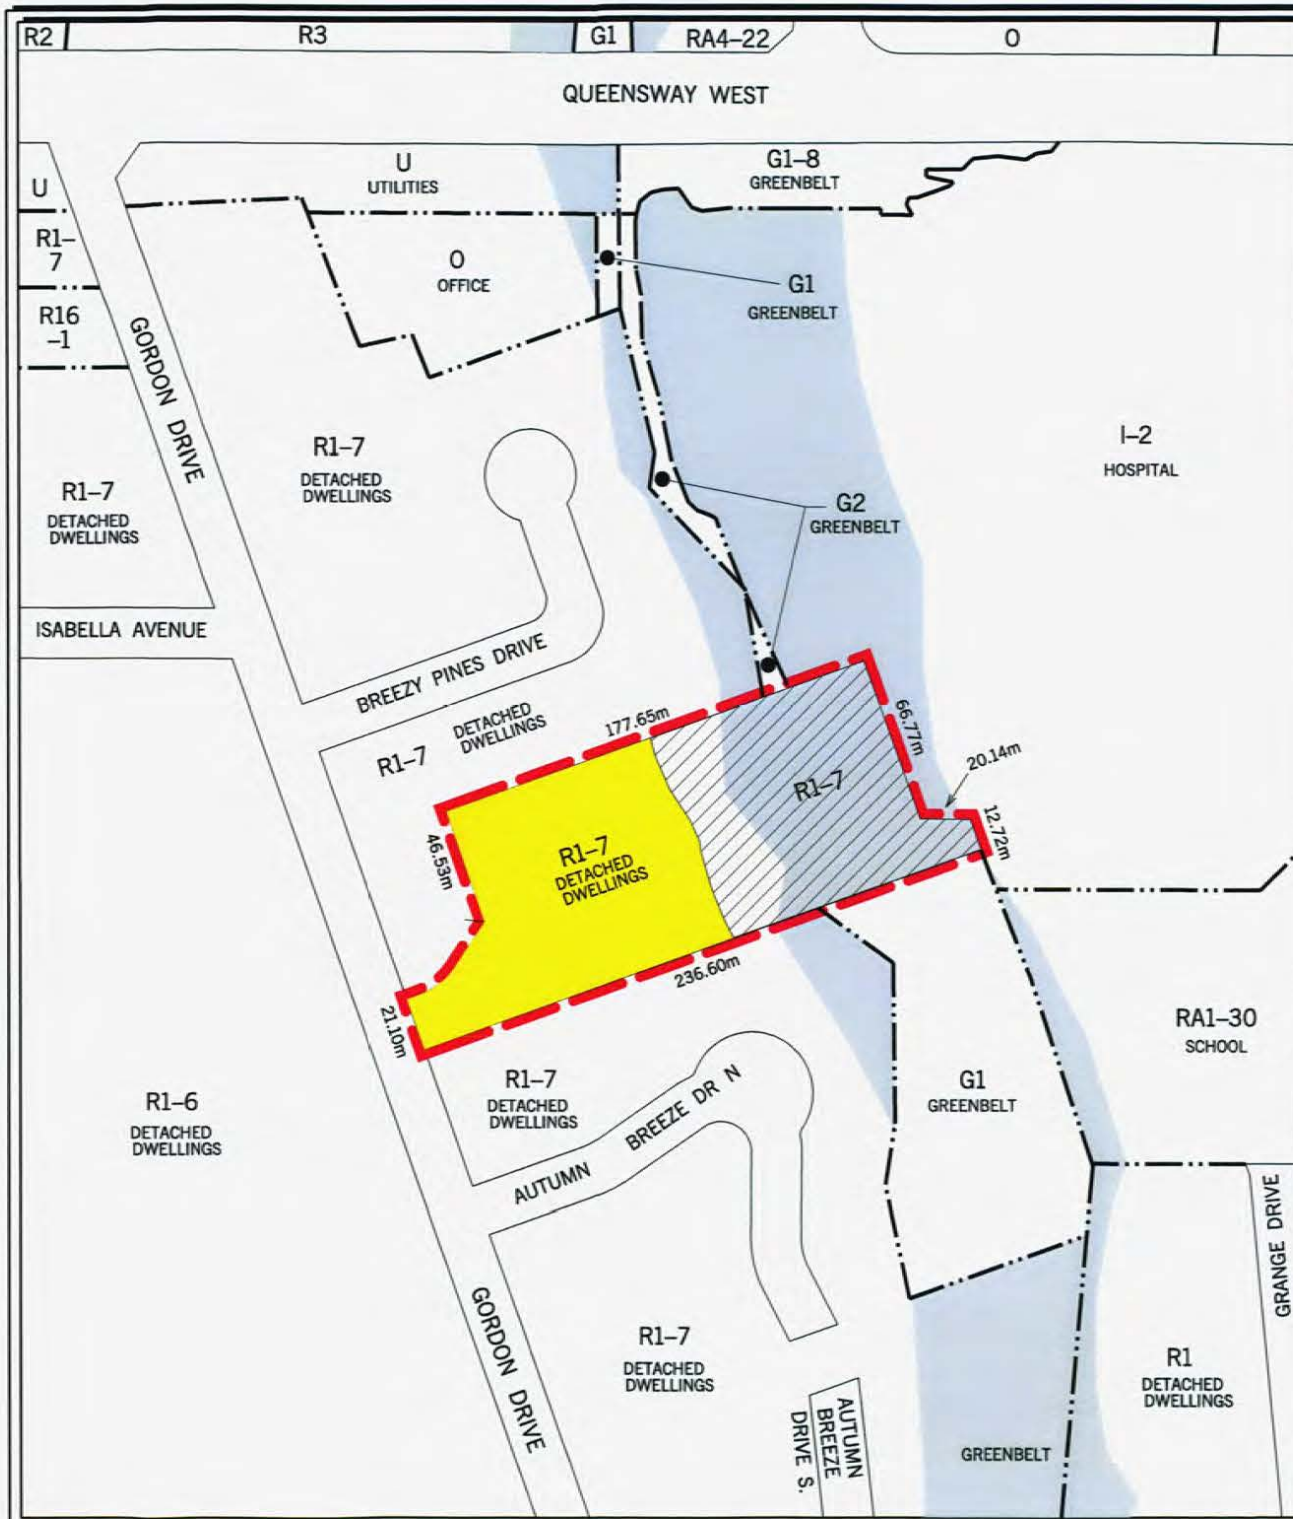 R2
R3
G1
RA4-22
O
QUEENSWAY WEST
U
UTILITIES
G1-8
GREENBELT
U
R1-
7
O
OFFICE
G1
GREENBELT
R16
-1
GORDON DRIVE
R1-7
DETACHED
DWELLINGS
I-2
HOSPITAL
R1-7
DETACHED
DWELLINGS
G2
GREENBELT
ISABELLA AVENUE
BREEZY PINES DRIVE
DETACHED
DWELLINGS
R1-7
177.65m
66.77m
20.14m
R1-7
12.72m
46.53m
R1-7
DETACHED
DWELLINGS
236.60m
21.10m
RA1-30
SCHOOL
R1-7
DETACHED
DWELLINGS
G1
GREENBELT
R1-6
DETACHED
DWELLINGS
AUTUMN BREEZE DR N
GRANGE DRIVE
GORDON DRIVE
R1-7
DETACHED
DWELLINGS
R1
DETACHED
DWELLINGS
AUTUMN
BREEZE
DRIVE S.
GREENBELT